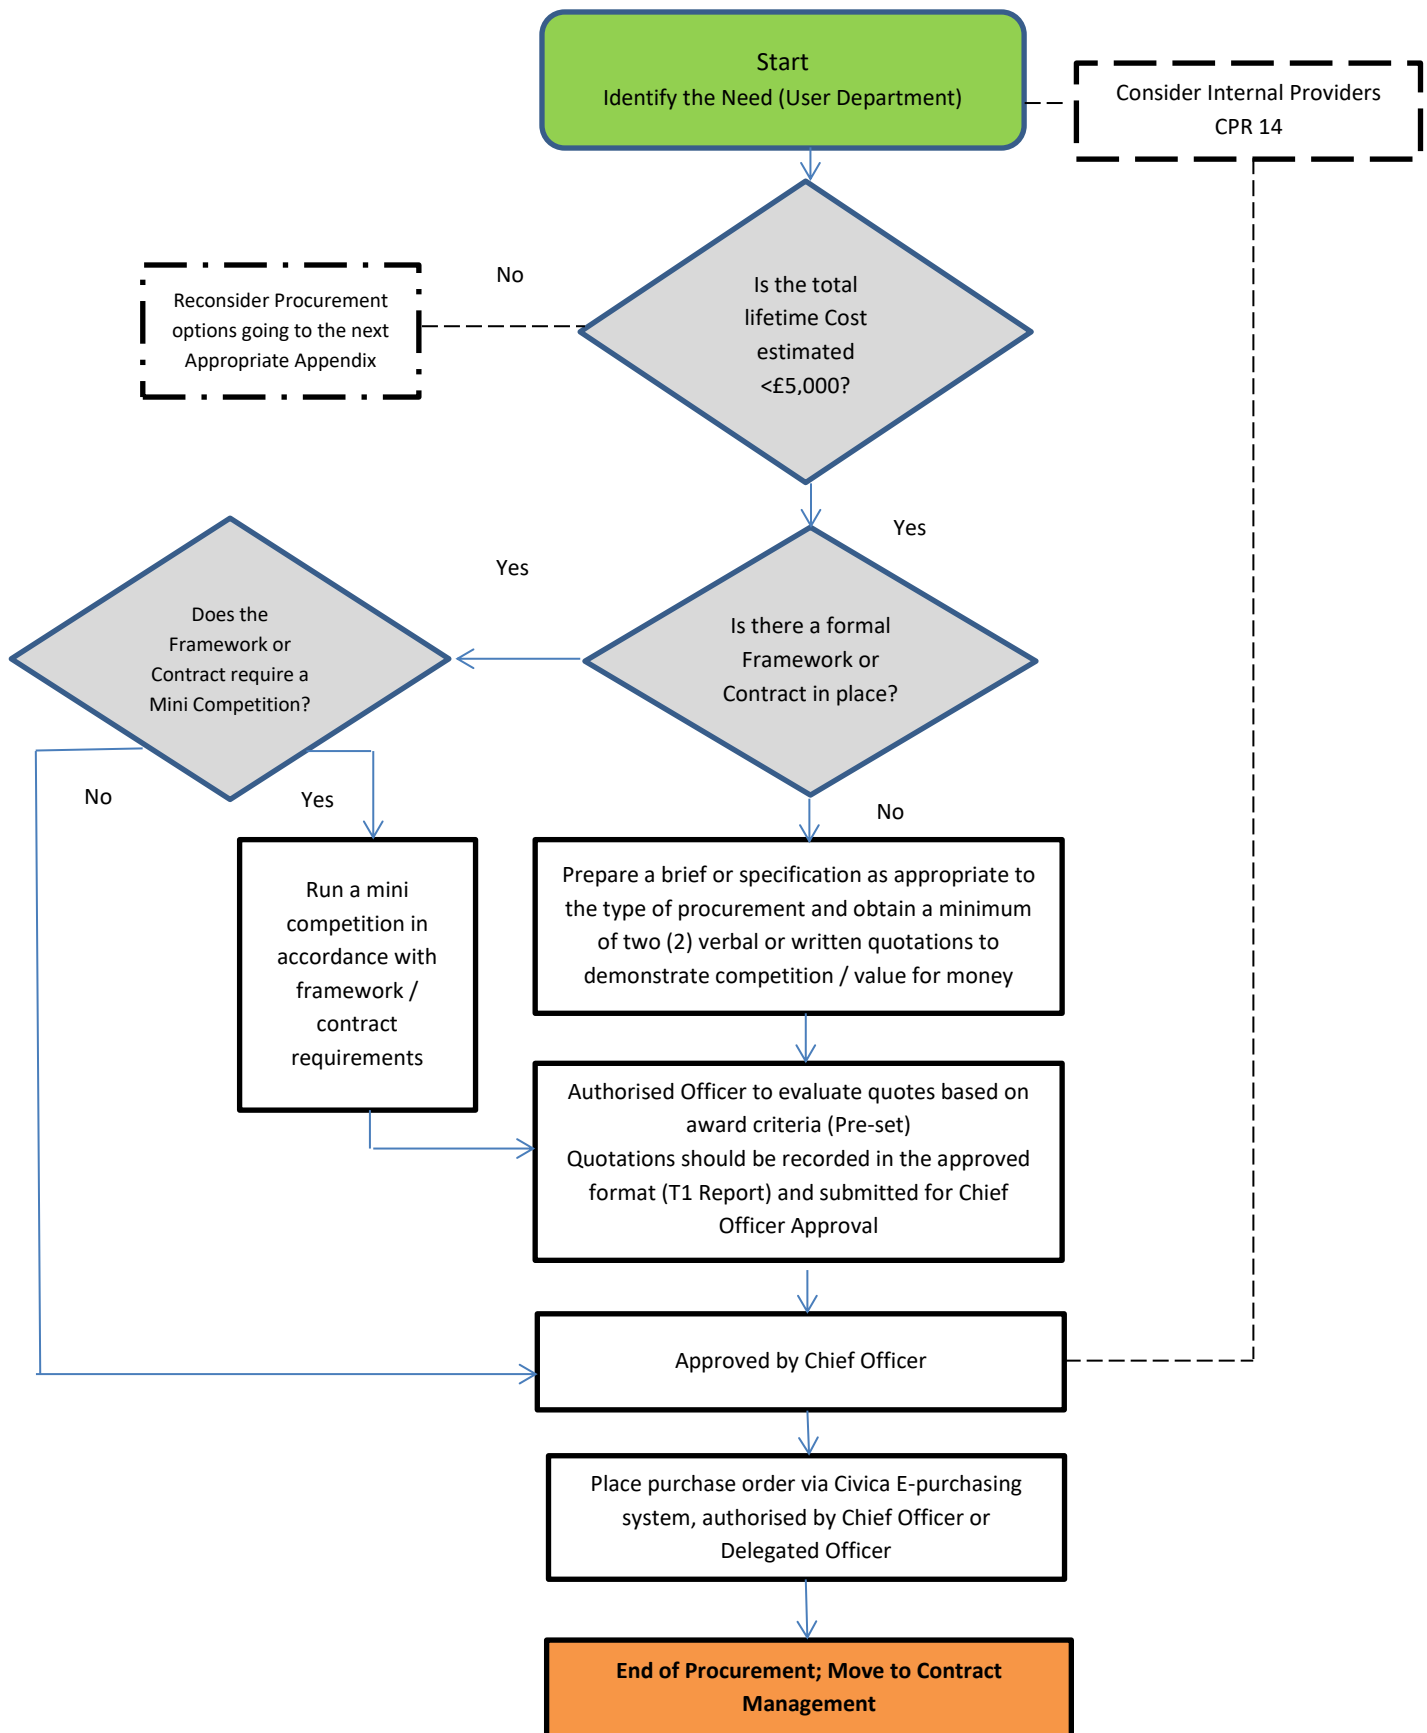 Start
Identify the Need (User Department)
Consider Internal Providers
CPR 14
No
Reconsider Procurement
options going to the next
Appropriate Appendix
Is the total
lifetime Cost
estimated
<£5,000?
Yes
Yes
Does the
Framework or
Contract require a
Mini Competition?
Is there a formal
Framework or
Contract in place?
No
Yes
No
Run a mini
competition in
accordance with
framework /
contract
requirements
Prepare a brief or specification as appropriate to
the type of procurement and obtain a minimum
of two (2) verbal or written quotations to
demonstrate competition / value for money
Authorised Officer to evaluate quotes based on
award criteria (Pre-set)
Quotations should be recorded in the approved
format (T1 Report) and submitted for Chief
Officer Approval
Approved by Chief Officer
Place purchase order via Civica E-purchasing
system, authorised by Chief Officer or
Delegated Officer
End of Procurement; Move to Contract
Management